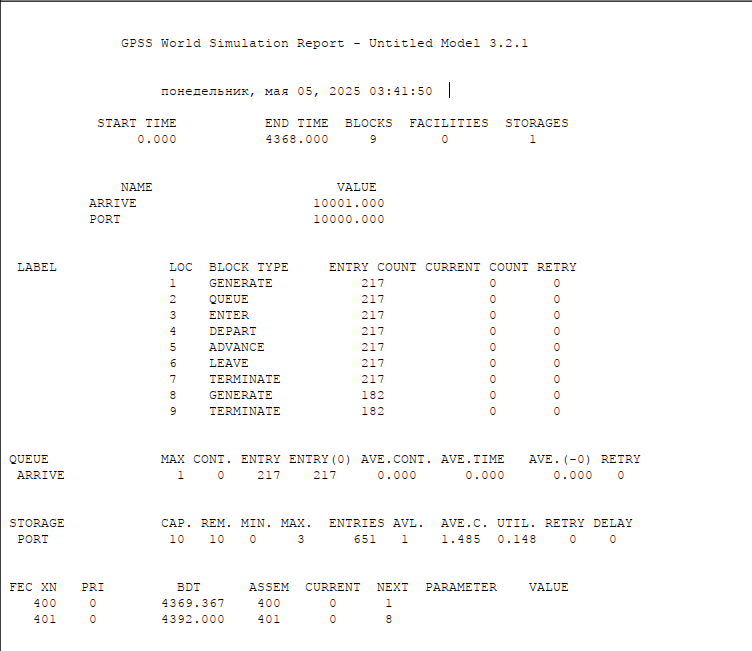 GPSS World Simulation Report - Untitled Model 3.2.1
понедельник, мая 05, 2025 03:41:50
START TIME END TIME BLOCKS FACILITIES STORAGES
0.000 4368.000 9 0 1
NAME VALUE
ARRIVE 10001.000
PORT 10000.000
LABEL LOC BLOCK TYPE ENTRY COUNT CURRENT COUNT RETRY
1 GENERATE 217 0 0
2 QUEUE 217 0 0
3 ENTER 217 0 0
4 DEPART 217 0 0
5 ADVANCE 217 0 0
6 LEAVE 217 0 0
7 TERMINATE 217 0 0
8 GENERATE 182 0 0
9 TERMINATE 182 0 0
QUEUE MAX CONT. ENTRY ENTRY(0) AVE.CONT. AVE.TIME AVE.(-0) RETRY
ARRIVE 1 0 217 217 0.000 0.000 0.000 0
STORAGE CAP. REM. MIN. MAX. ENTRIES AVL. AVE.C. UTIL. RETRY DELAY
PORT 10 10 0 3 651 1 1.485 0.148 0 0
FEC XN PRI BDT ASSEM CURRENT NEXT PARAMETER VALUE
400 0 4369.367 400 0 1
401 0 4392.000 401 0 8